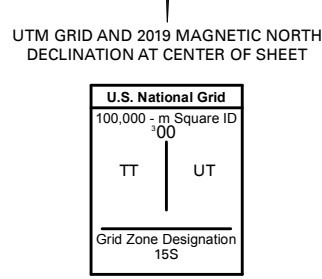 UTM GRID AND 2019 MAGNETIC NORTH
DECLINATION AT CENTER OF SHEET
U.S. National Grid
100,000 - m Square ID
³00
TT UT
Grid Zone Designation
15S